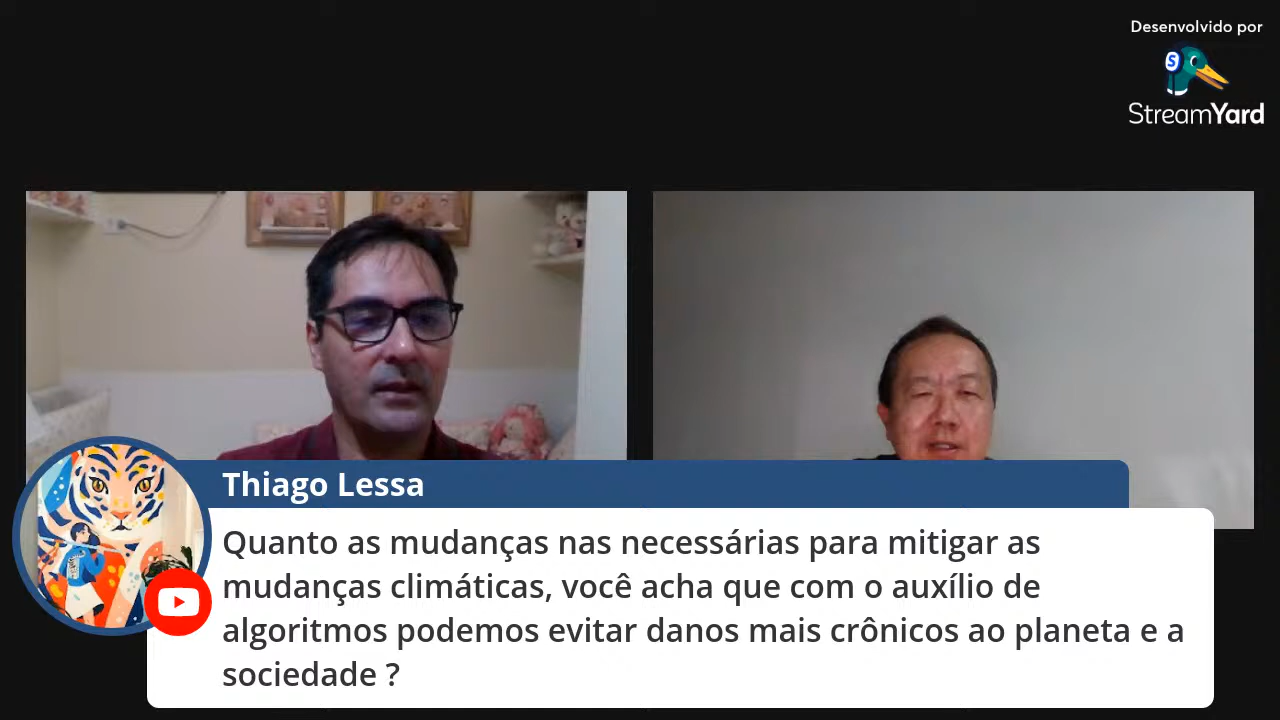 Desenvolvido por
StreamYard
Thiago Lessa
Quanto as mudanças nas necessárias para mitigar as
mudanças climáticas, você acha que com o auxílio de
algoritmos podemos evitar danos mais crônicos ao planeta e a
sociedade ?